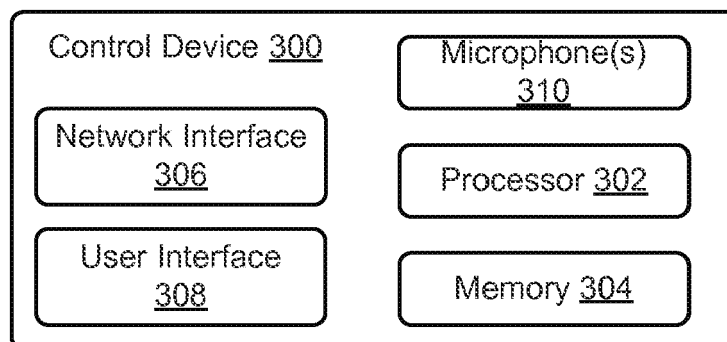 Control Device 300
Network Interface
306
User Interface
308
Microphone(s)
310
Processor 302
Memory 304